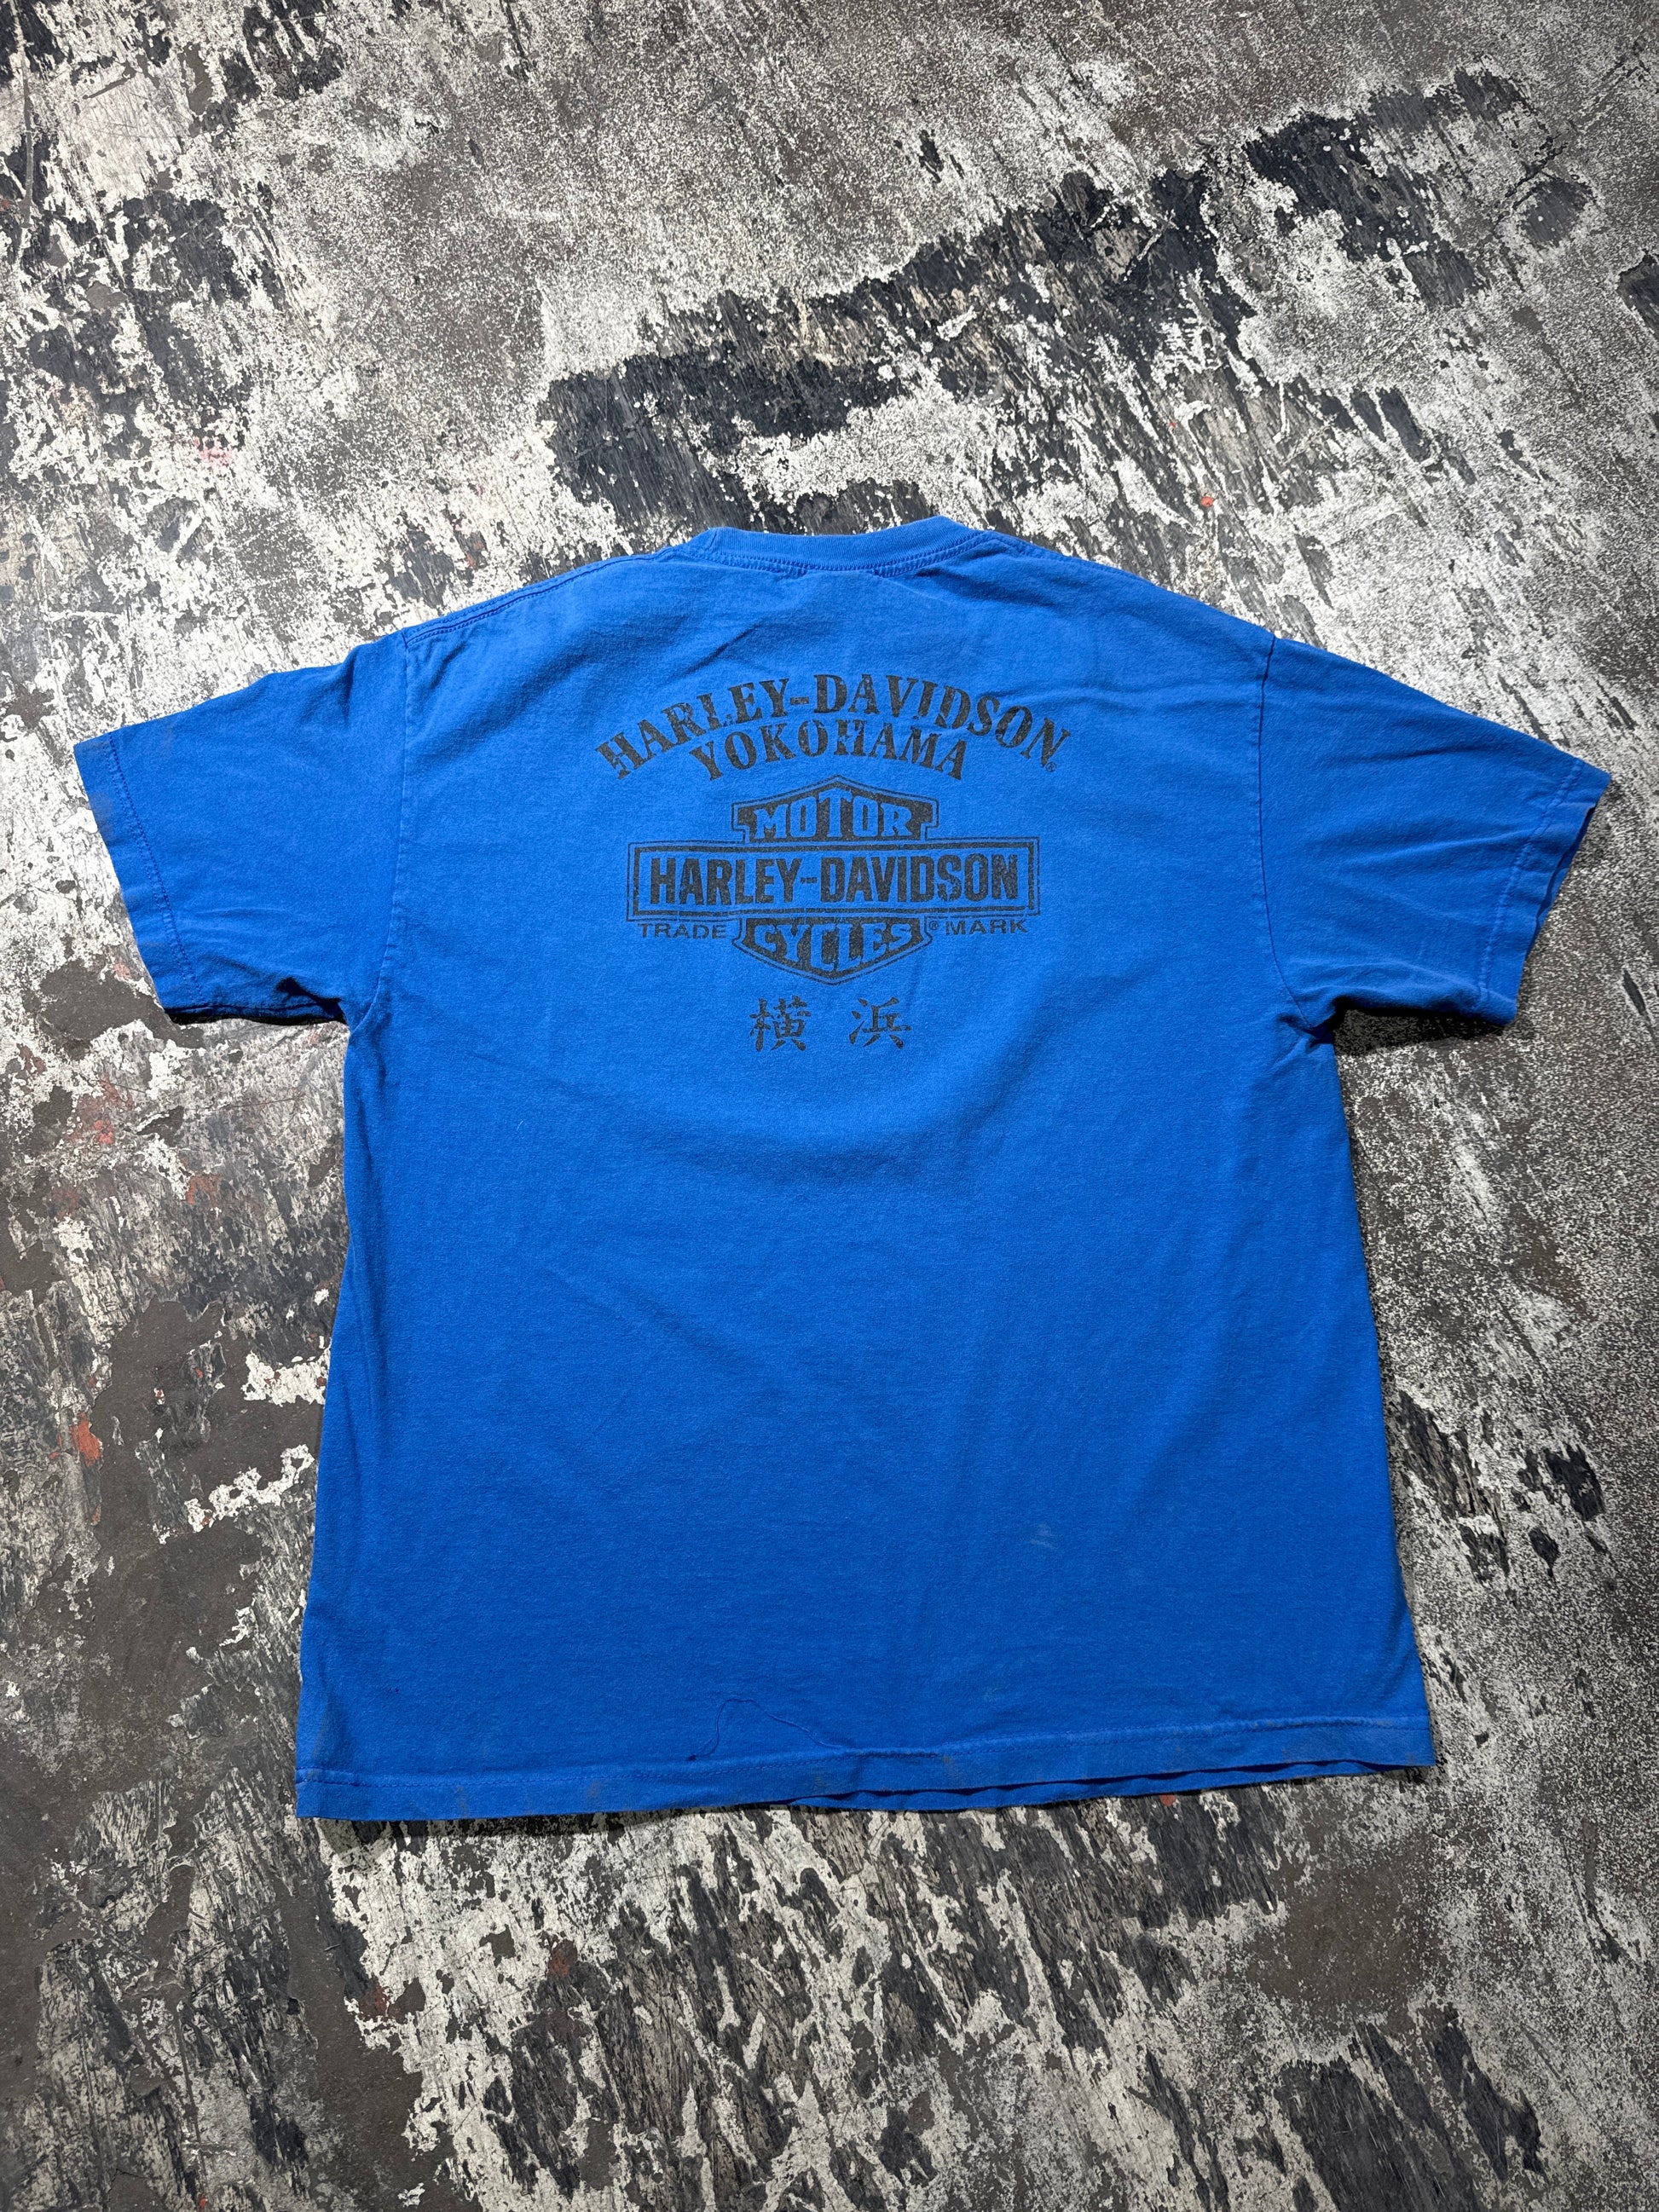 HARLEY-DAVIDSON®
YOKOHAMA
MOTOR
HARLEY-DAVIDSON
TRADE CYCLES ® MARK
横浜